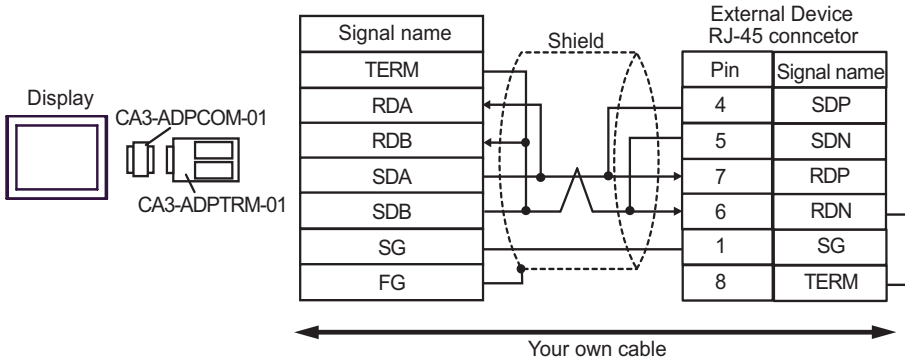 External Device
RJ-45 conncetor
Signal name
Shield
Pin Signal name
TERM
RDA
4 SDP
Display
CA3-ADPCOM-01
RDB
5 SDN
SDA
7 RDP
CA3-ADPTRM-01
SDB
6 RDN
SG
1 SG
FG
8 TERM
Your own cable